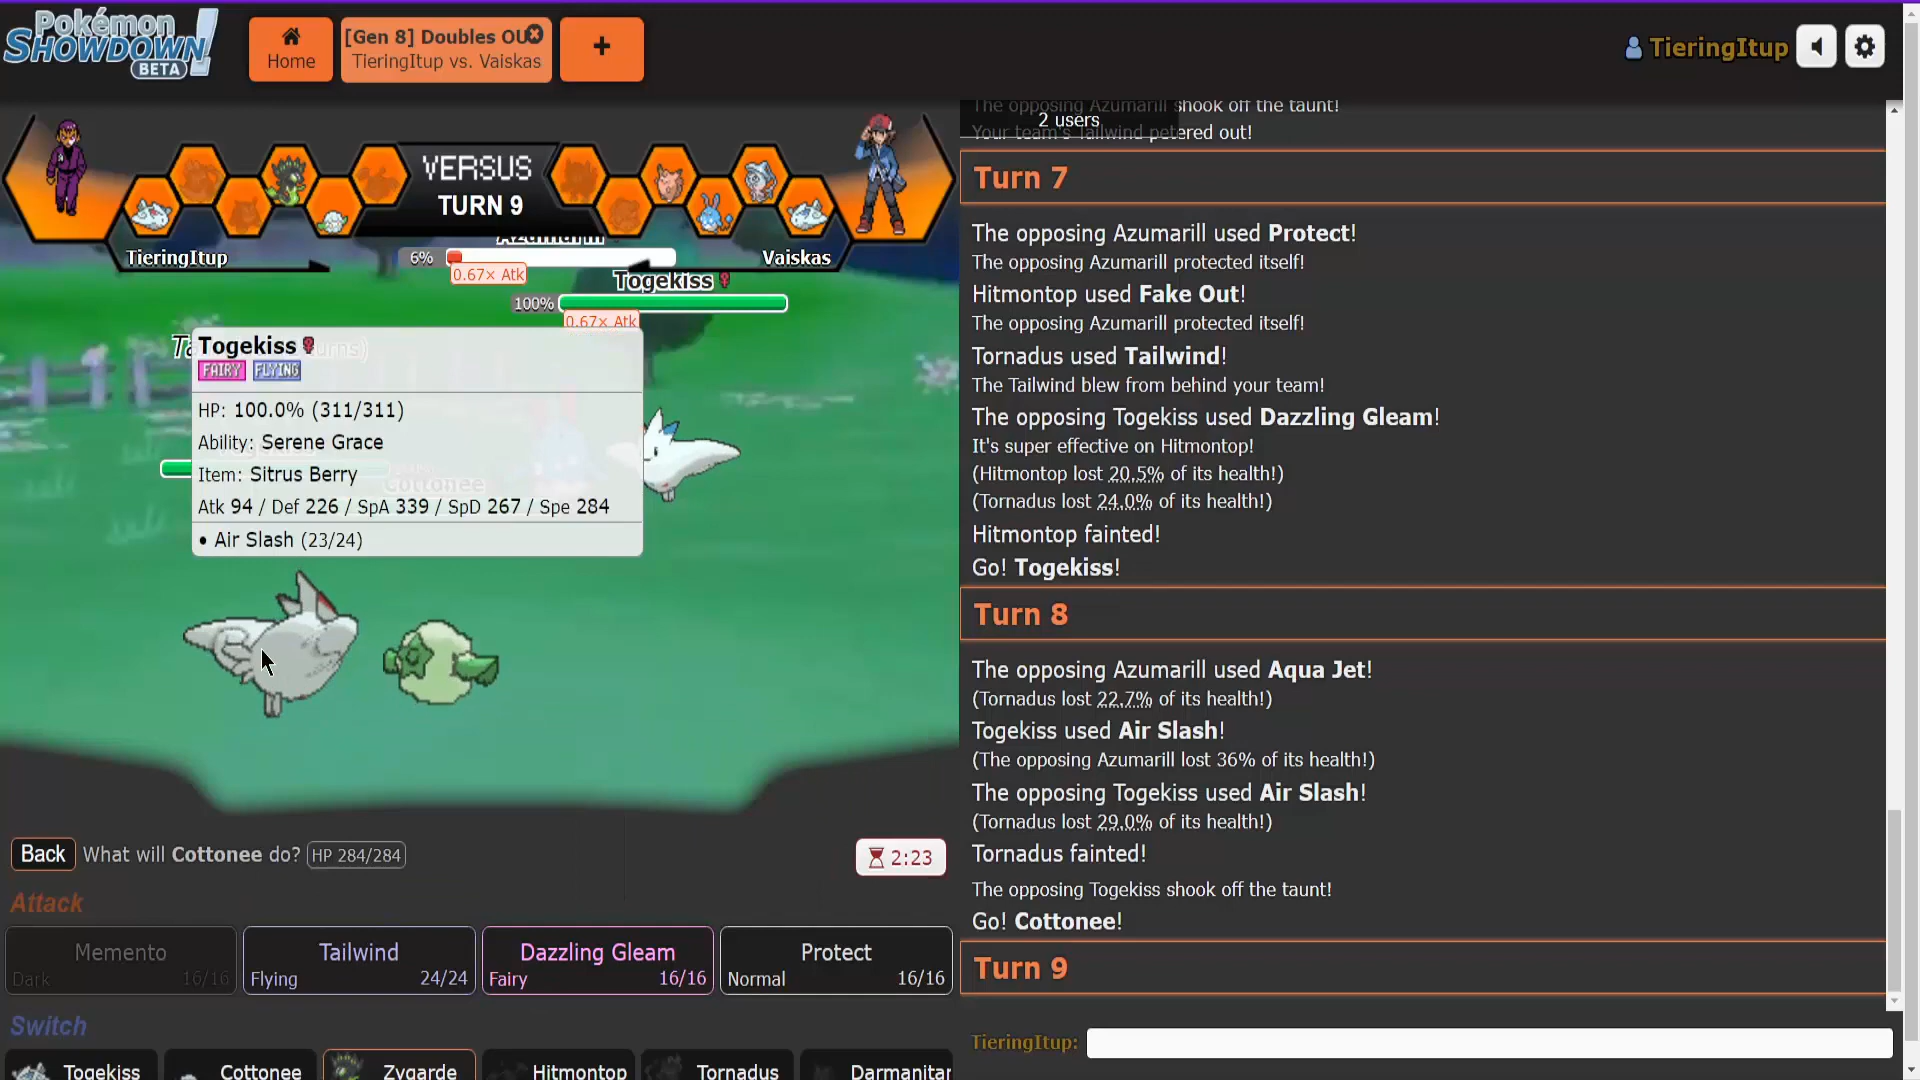 Pokémon
SHOWDOWN!
BETA
Home
[Gen 8] Doubles OU
TieringItup vs. Vaiskas
+
TieringItup
VERSUS
TURN 9
TieringItup
Vaiskas
6%
0.67× Atk
Togekiss
100%
0.67× Atk
Togekiss
FAIRY FLYING
HP: 100.0% (311/311)
Ability: Serene Grace
Item: Sitrus Berry
Cottonee
Atk 94 / Def 226 / SpA 339 / SpD 267 / Spe 284
• Air Slash (23/24)
Back What will Cottonee do? HP 284/284
2:23
Attack
Memento
Dark 16/16
Tailwind
Flying 24/24
Dazzling Gleam
Fairy 16/16
Protect
Normal 16/16
Switch
Togekiss
Cottonee
Zygarde
Hitmontop
Tornadus
Darmanitar
The opposing Azumarill shook off the taunt!
2 users
Your team's Tailwind petered out!
Turn 7
The opposing Azumarill used Protect!
The opposing Azumarill protected itself!
Hitmontop used Fake Out!
The opposing Azumarill protected itself!
Tornadus used Tailwind!
The Tailwind blew from behind your team!
The opposing Togekiss used Dazzling Gleam!
It's super effective on Hitmontop!
(Hitmontop lost 20.5% of its health!)
(Tornadus lost 24.0% of its health!)
Hitmontop fainted!
Go! Togekiss!
Turn 8
The opposing Azumarill used Aqua Jet!
(Tornadus lost 22.7% of its health!)
Togekiss used Air Slash!
(The opposing Azumarill lost 36% of its health!)
The opposing Togekiss used Air Slash!
(Tornadus lost 29.0% of its health!)
Tornadus fainted!
The opposing Togekiss shook off the taunt!
Go! Cottonee!
Turn 9
TieringItup: